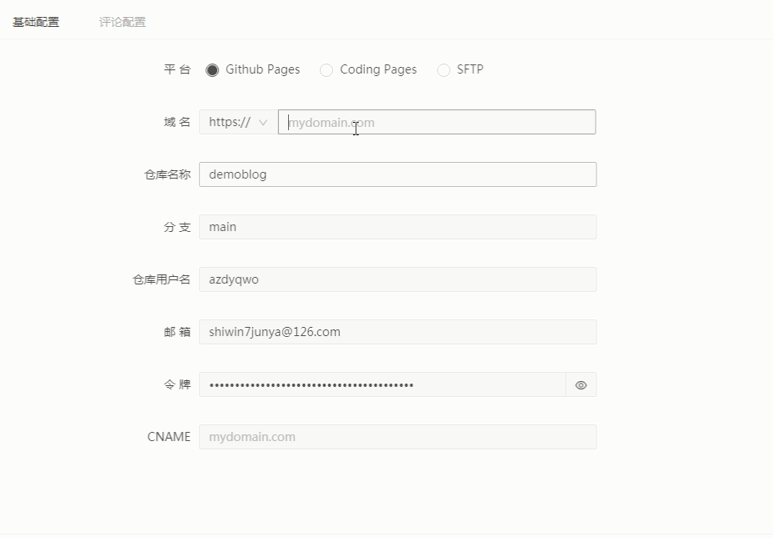 基础配置 评论配置
平台 Github Pages Coding Pages SFTP
域名 https:// mydomain.com
仓库名称 demoblog
分支 main
仓库用户名 azdyqwo
邮箱 shiwin7junya@126.com
令牌 ••••••••••••••••••••••••••••••••••••••••
CNAME mydomain.com